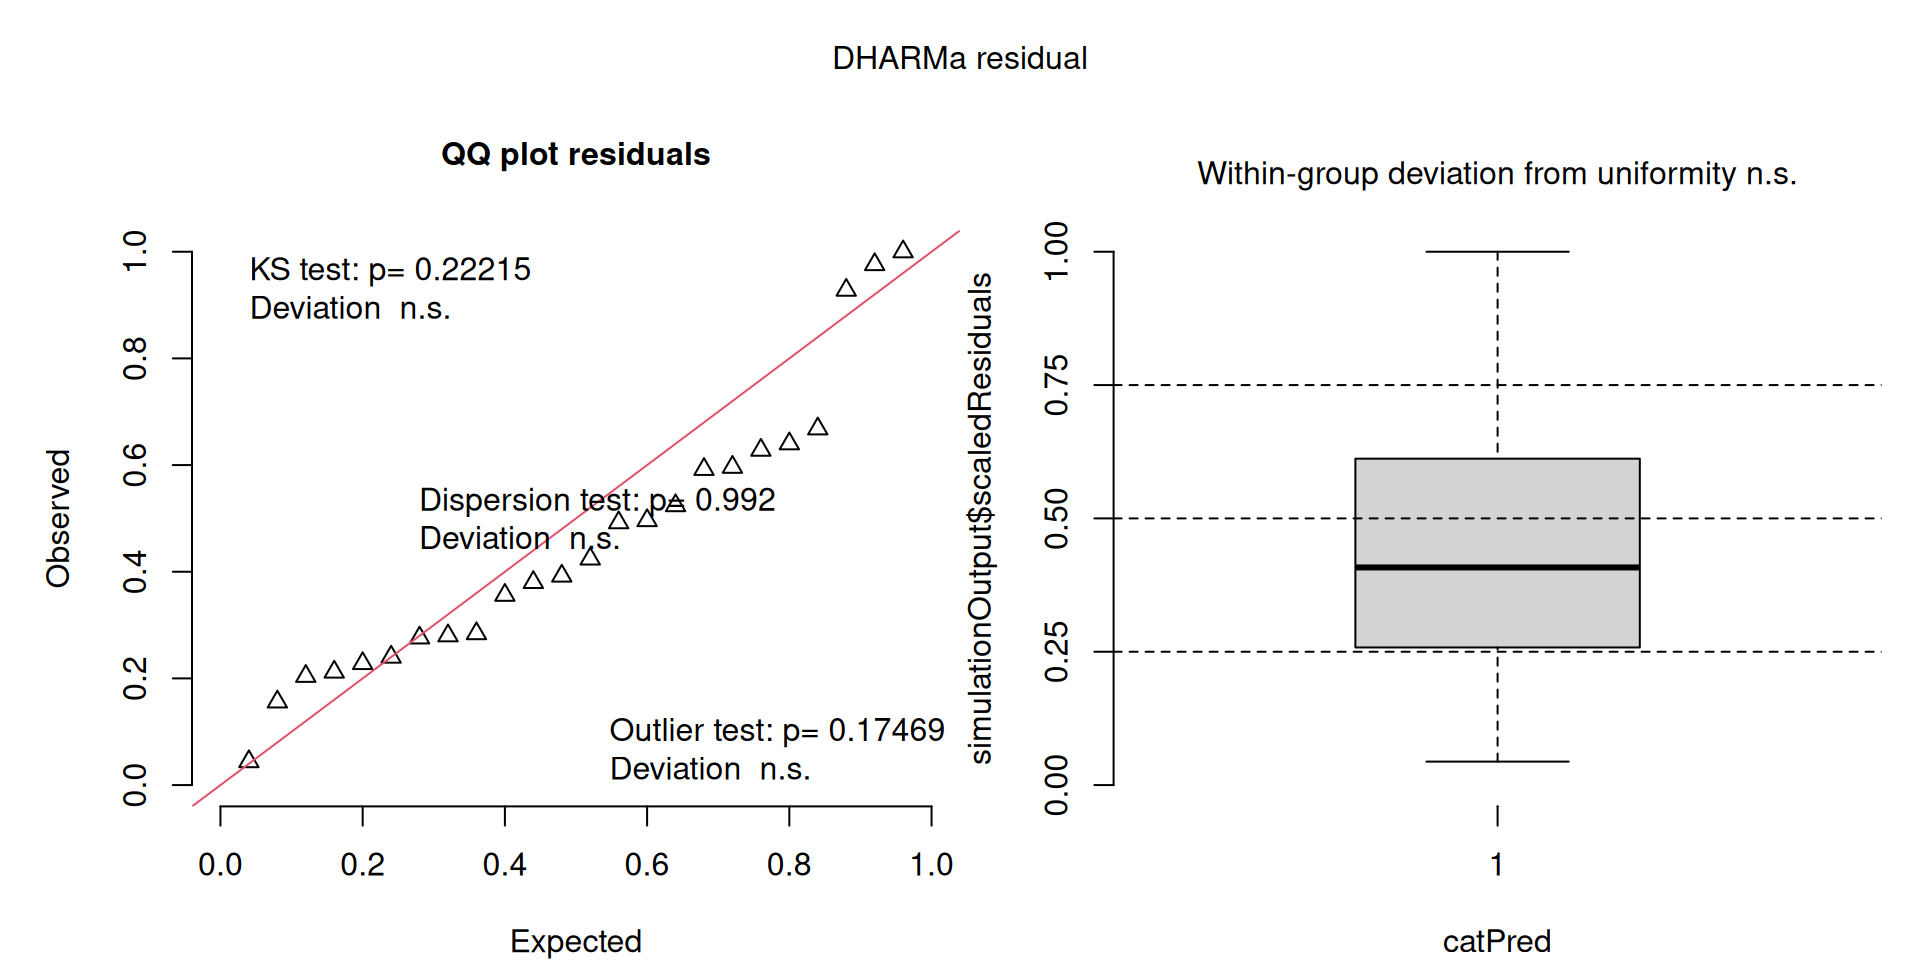 DHARMa residual
QQ plot residuals
KS test: p= 0.22215
Deviation  n.s.
Dispersion test: p= 0.992
Deviation  n.s.
Outlier test: p= 0.17469
Deviation  n.s.
Observed
0.0
0.2
0.4
0.6
0.8
1.0
0.0 0.2 0.4 0.6 0.8 1.0
Expected
Within-group deviation from uniformity n.s.
simulationOutput$scaledResiduals
0.00
0.25
0.50
0.75
1.00
1
catPred